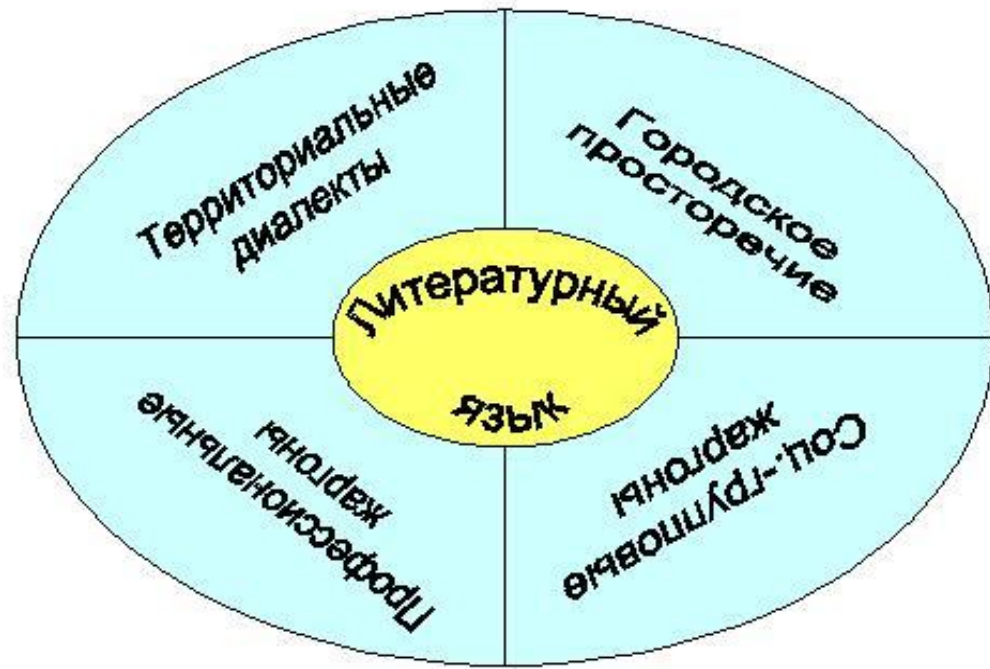 Территориальные
диалекты
Городское
просторечие
Литературный
язык
Профессиональные
жаргоны
Соц.-групповые
жаргоны